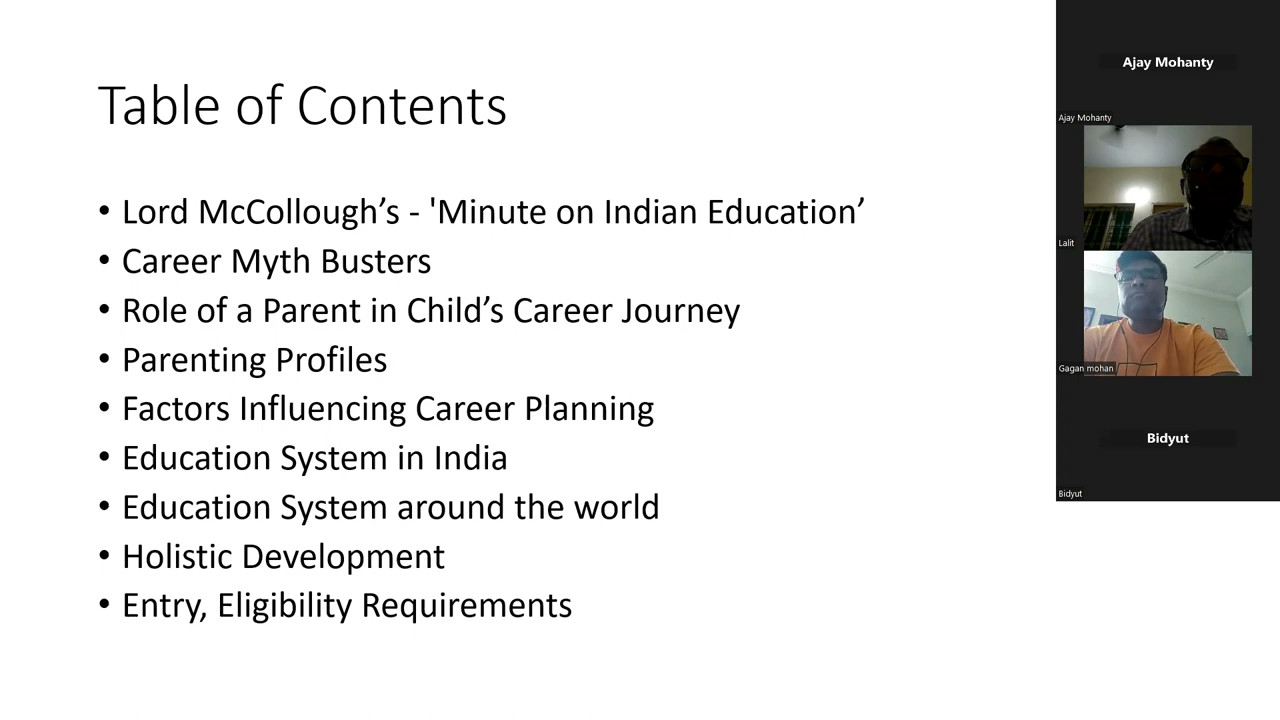 Table of Contents
• Lord McCollough’s - 'Minute on Indian Education’
• Career Myth Busters
• Role of a Parent in Child’s Career Journey
• Parenting Profiles
• Factors Influencing Career Planning
• Education System in India
• Education System around the world
• Holistic Development
• Entry, Eligibility Requirements
Ajay Mohanty
Ajay Mohanty
Lalit
Gagan mohan
Bidyut
Bidyut